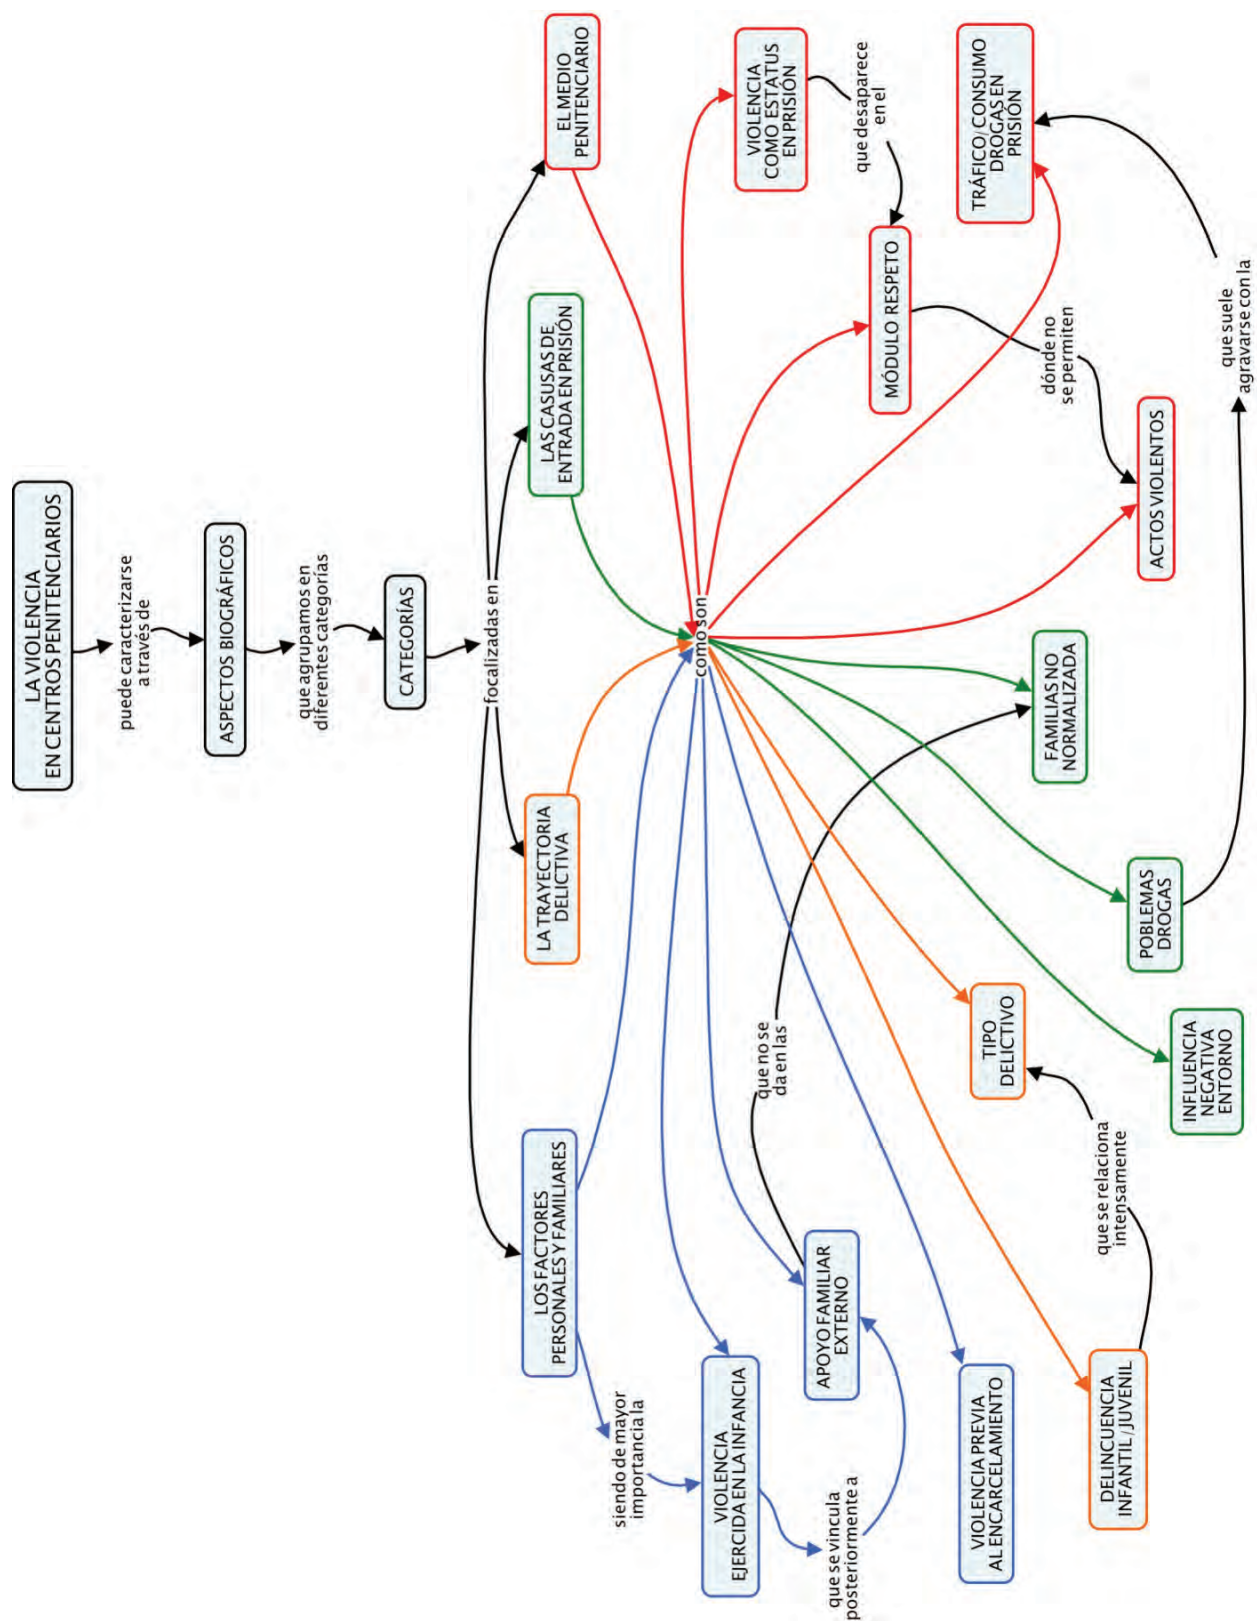 LA VIOLENCIA
EN CENTROS PENITENCIARIOS
puede caracterizarse
a través de
ASPECTOS BIOGRÁFICOS
que agrupamos en
diferentes categorías
CATEGORÍAS
focalizadas en
LOS FACTORES
PERSONALES Y FAMILIARES
LA TRAYECTORIA
DELICTIVA
LAS CASUSAS DE
ENTRADA EN PRISIÓN
EL MEDIO
PENITENCIARIO
siendo de mayor
importancia la
como son
VIOLENCIA
EJERCIDA EN LA INFANCIA
VIOLENCIA
COMO ESTATUS
EN PRISIÓN
que se vincula
posteriormente a
que no se
da en las
que desaparece
en el
APOYO FAMILIAR
EXTERNO
MÓDULO RESPETO
VIOLENCIA PREVIA
AL ENCARCELAMIENTO
TIPO
DELICTIVO
TRÁFICO/CONSUMO
DROGAS EN
PRISIÓN
FAMILIAS NO
NORMALIZADA
dónde no
se permiten
DELINCUENCIA
INFANTIL / JUVENIL
que se relaciona
intensamente
POBLEMAS
DROGAS
ACTOS VIOLENTOS
INFLUENCIA
NEGATIVA
ENTORNO
que suele
agravarse con la